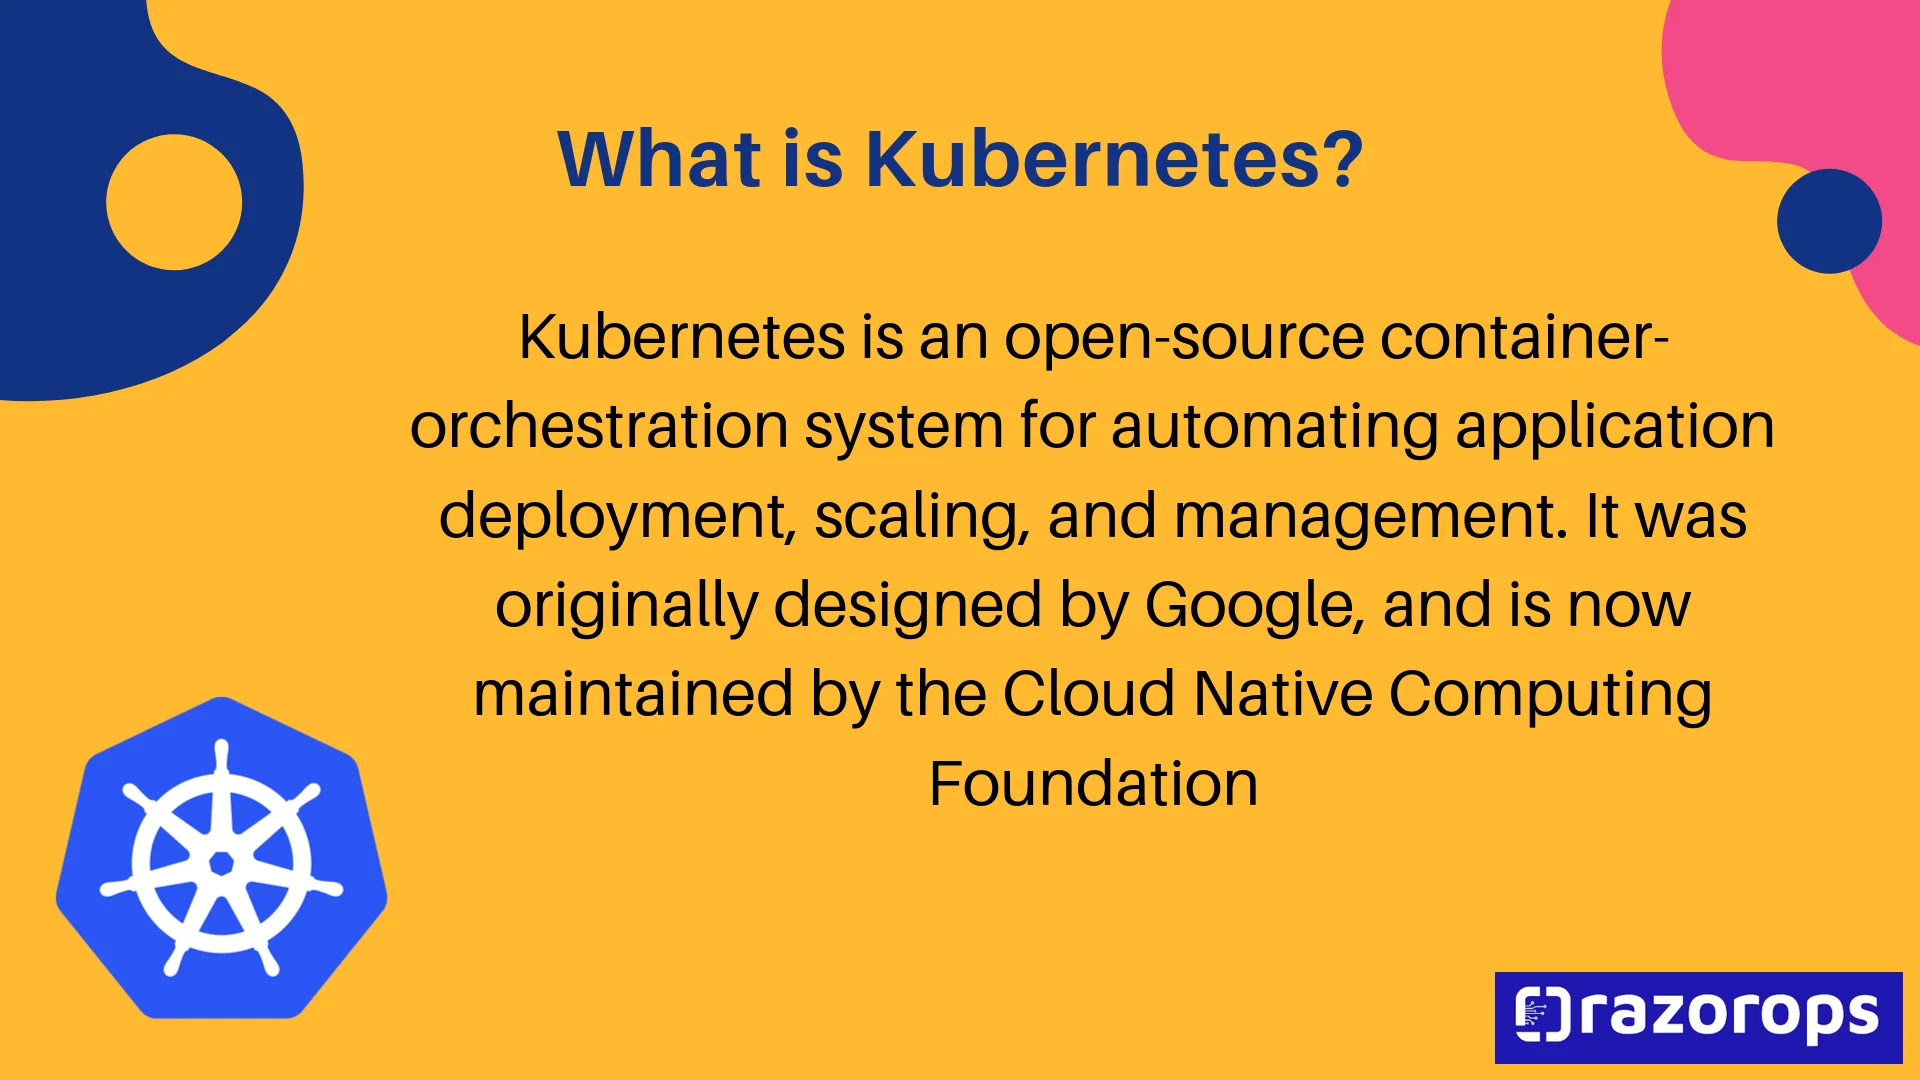 What is Kubernetes?
Kubernetes is an open-source container-
orchestration system for automating application
deployment, scaling, and management. It was
originally designed by Google, and is now
maintained by the Cloud Native Computing
Foundation
razorops